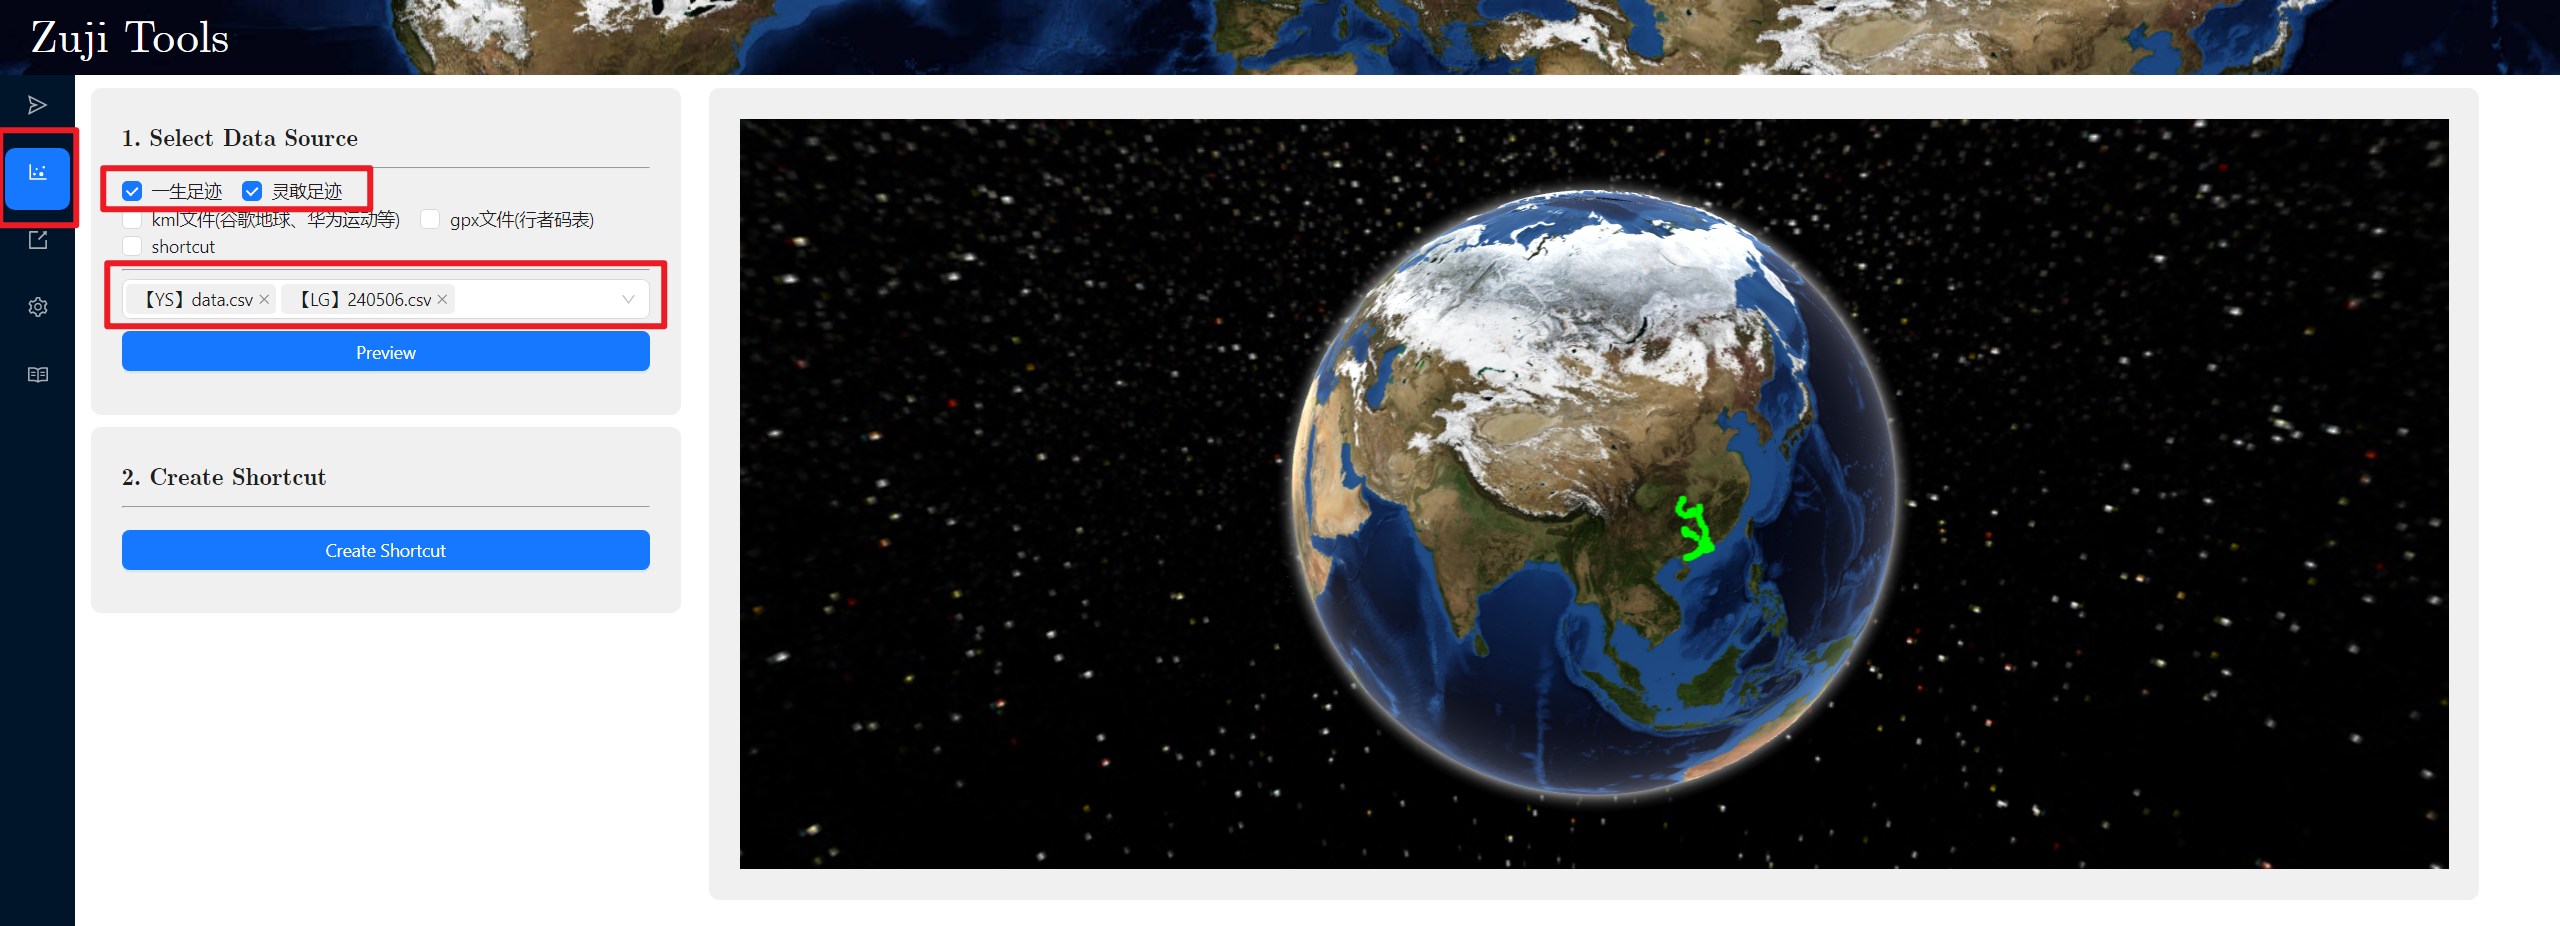 Zuji Tools
1. Select Data Source
一生足迹 灵敢足迹
kml文件(谷歌地球、华为运动等) gpx文件(行者码表)
shortcut
【YS】data.csv × 【LG】240506.csv ×
Preview
2. Create Shortcut
Create Shortcut